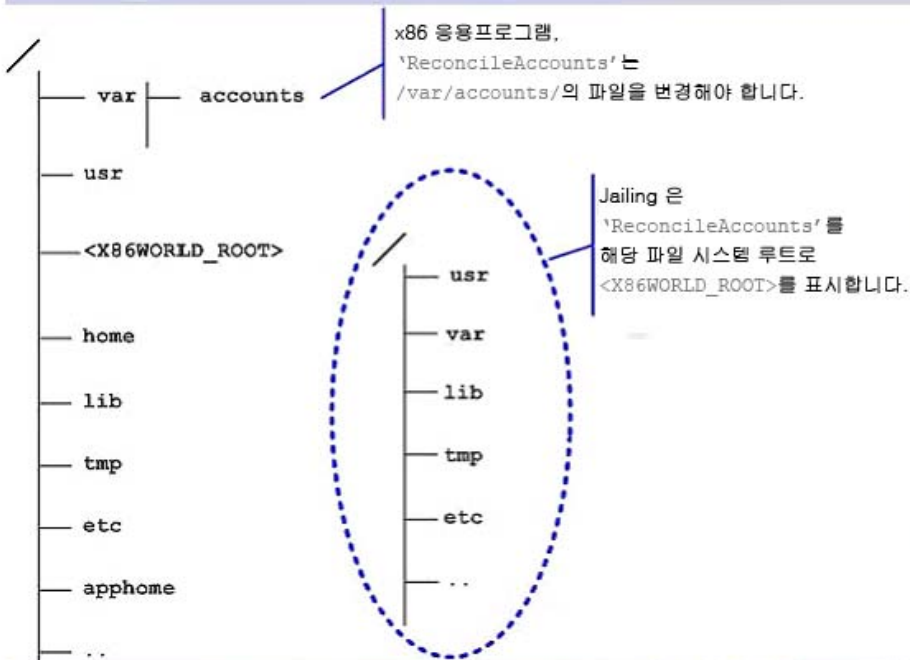 x86 응용프로그램,
‘ReconcileAccounts’는
/var/accounts/의 파일을 변경해야 합니다.
/
var
accounts
usr
<X86WORLD_ROOT>
home
lib
tmp
etc
apphome
..
Jailing 은
‘ReconcileAccounts’를
해당 파일 시스템 루트로
<X86WORLD_ROOT>를 표시합니다.
/
usr
var
lib
tmp
etc
..